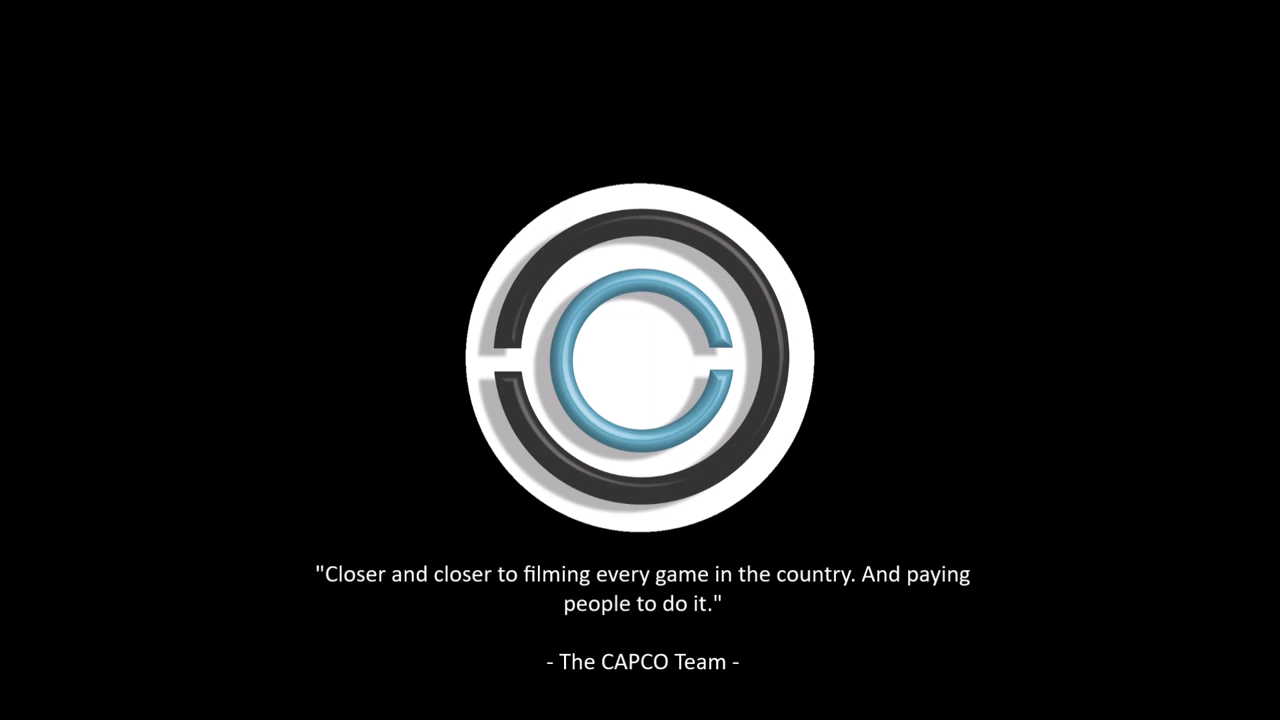 "Closer and closer to filming every game in the country. And paying
people to do it."
- The CAPCO Team -